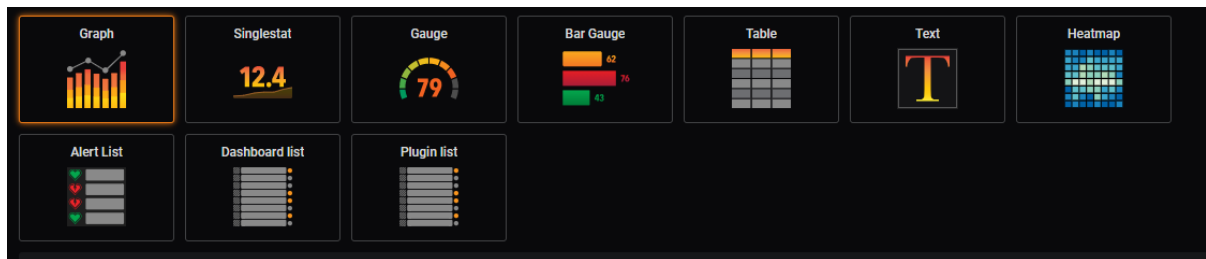 Graph
Singlestat
Gauge
Bar Gauge
Table
Text
Heatmap
12.4
79
62
76
43
T
Alert List
Dashboard list
Plugin list